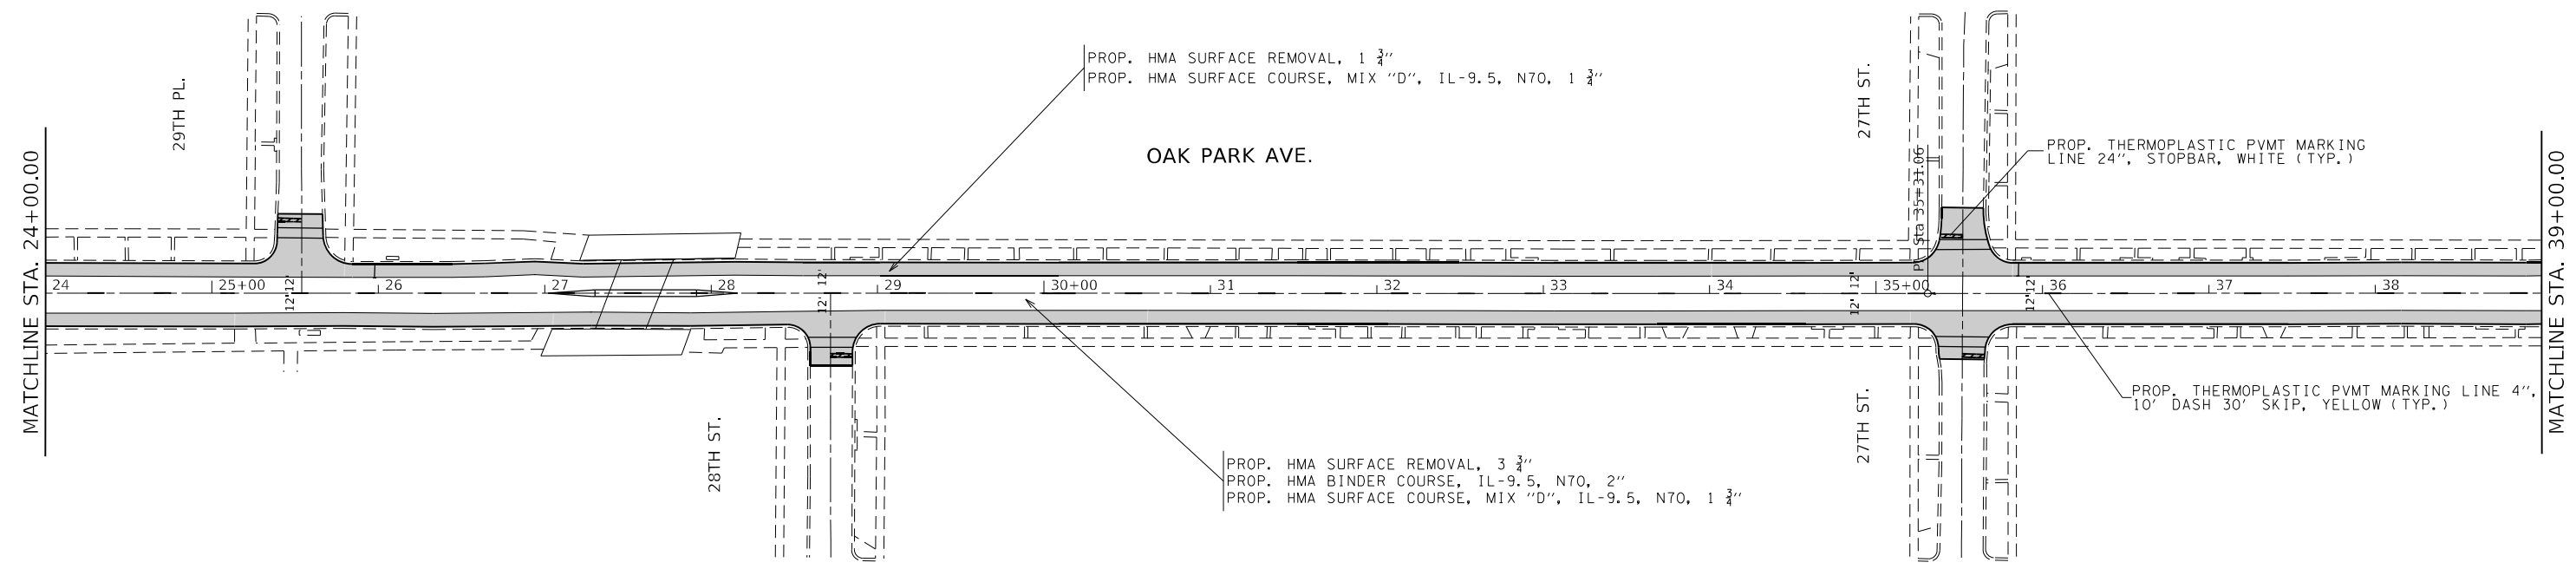 PROP. HMA SURFACE REMOVAL, 1 3/4"
PROP. HMA SURFACE COURSE, MIX "D", IL-9.5, N70, 1 3/4"
29TH PL.
27TH ST.
OAK PARK AVE.
PROP. THERMOPLASTIC PVMT MARKING
LINE 24", STOPBAR, WHITE (TYP.)
MATCHLINE STA. 24+00.00
MATCHLINE STA. 39+00.00
Sta 35+31.06
24
25+00
26
27
28
29
30+00
31
32
33
34
35+00
36
37
38
12' 12'
12' 12'
12' 12'
12' 12'
28TH ST.
27TH ST.
PROP. THERMOPLASTIC PVMT MARKING LINE 4",
10' DASH 30' SKIP, YELLOW (TYP.)
PROP. HMA SURFACE REMOVAL, 3 3/4"
PROP. HMA BINDER COURSE, IL-9.5, N70, 2"
PROP. HMA SURFACE COURSE, MIX "D", IL-9.5, N70, 1 3/4"